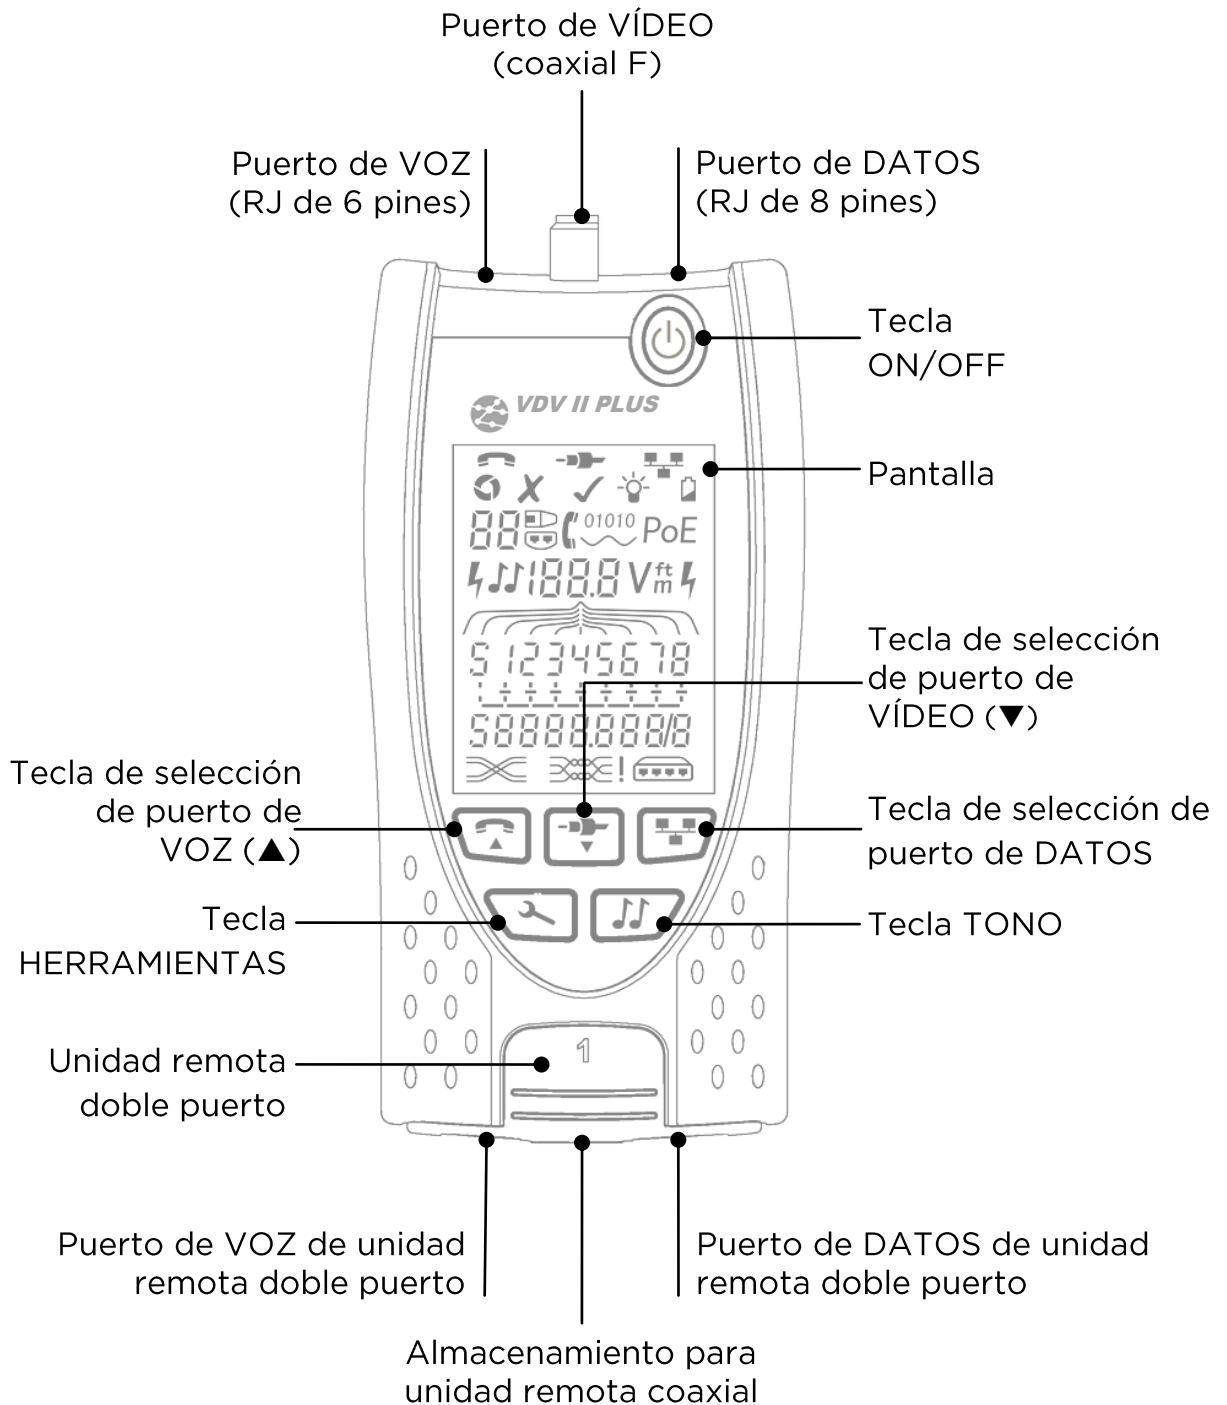 Puerto de VÍDEO
(coaxial F)
Puerto de VOZ
(RJ de 6 pines)
Puerto de DATOS
(RJ de 8 pines)
Tecla
ON/OFF
VDV II PLUS
Pantalla
88 01010 PoE
188.8 V ft
m
S 12345678
S8888.888/8
!
Tecla de selección
de puerto de
VÍDEO (▼)
Tecla de selección
de puerto de
VOZ (▲)
Tecla de selección de
puerto de DATOS
Tecla
HERRAMIENTAS
Tecla TONO
Unidad remota
doble puerto
1
Puerto de VOZ de unidad
remota doble puerto
Puerto de DATOS de unidad
remota doble puerto
Almacenamiento para
unidad remota coaxial